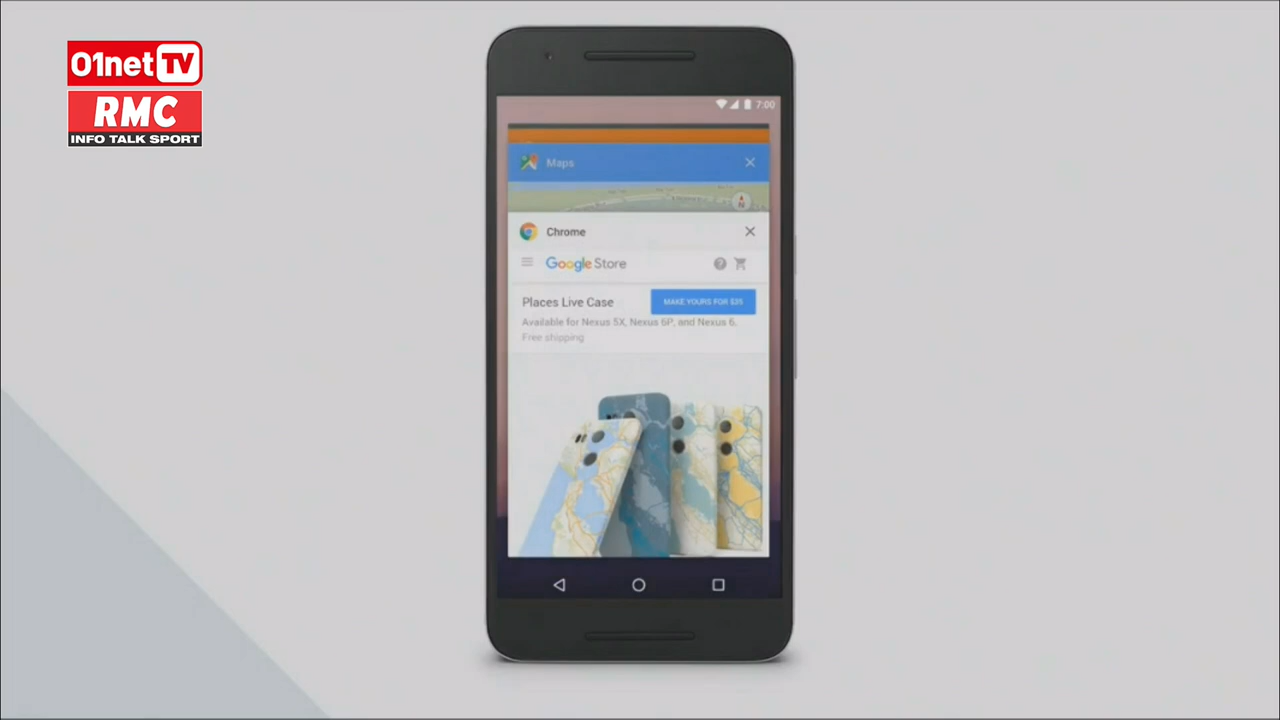 01net TV
RMC
INFO TALK SPORT
7:00
Maps
N
Chrome
Google Store
Places Live Case
MAKE YOURS FOR $35
Available for Nexus 5X, Nexus 6P, and Nexus 6.
Free shipping